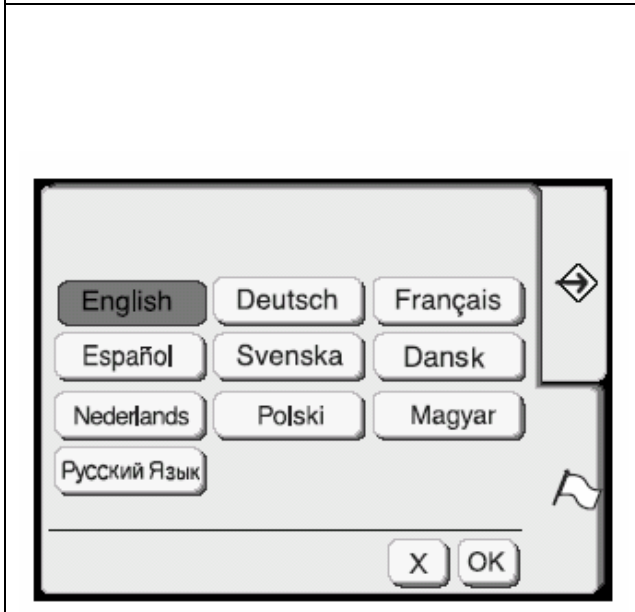 English Deutsch Français
Español Svenska Dansk
Nederlands Polski Magyar
Русский Язык
X OK